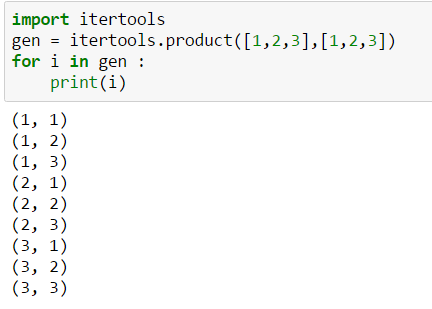 import itertools
gen = itertools.product([1,2,3],[1,2,3])
for i in gen :
    print(i)
(1, 1)
(1, 2)
(1, 3)
(2, 1)
(2, 2)
(2, 3)
(3, 1)
(3, 2)
(3, 3)